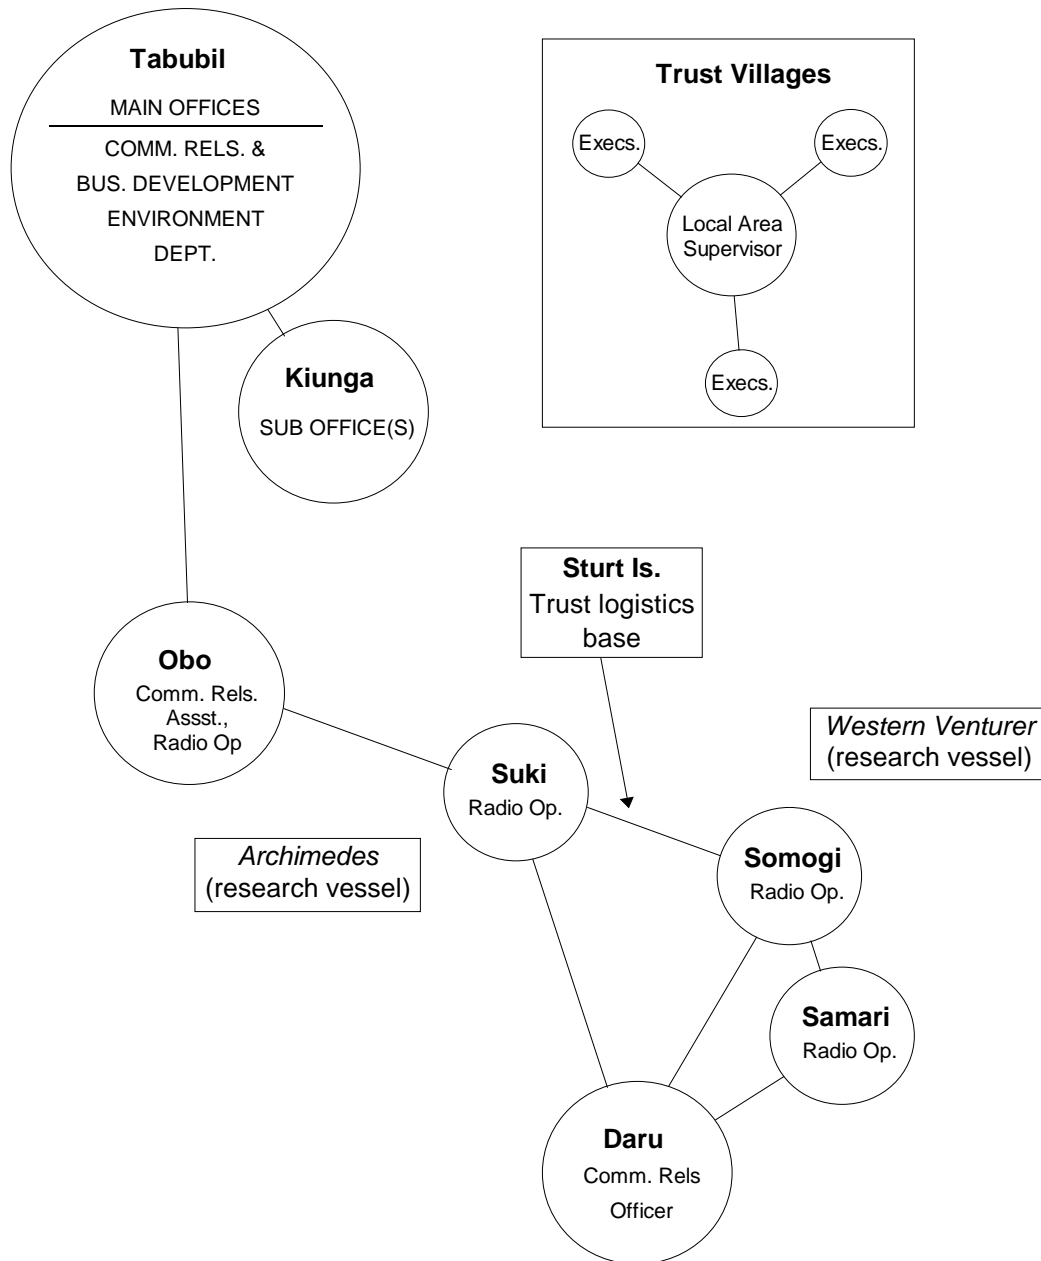 Tabubil
MAIN OFFICES
COMM. RELS. &
BUS. DEVELOPMENT
ENVIRONMENT
DEPT.
Trust Villages
Execs.
Execs.
Local Area
Supervisor
Execs.
Kiunga
SUB OFFICE(S)
Sturt Is.
Trust logistics
base
Obo
Comm. Rels.
Assst.,
Radio Op
Suki
Radio Op.
Western Venturer
(research vessel)
Archimedes
(research vessel)
Somogi
Radio Op.
Samari
Radio Op.
Daru
Comm. Rels
Officer